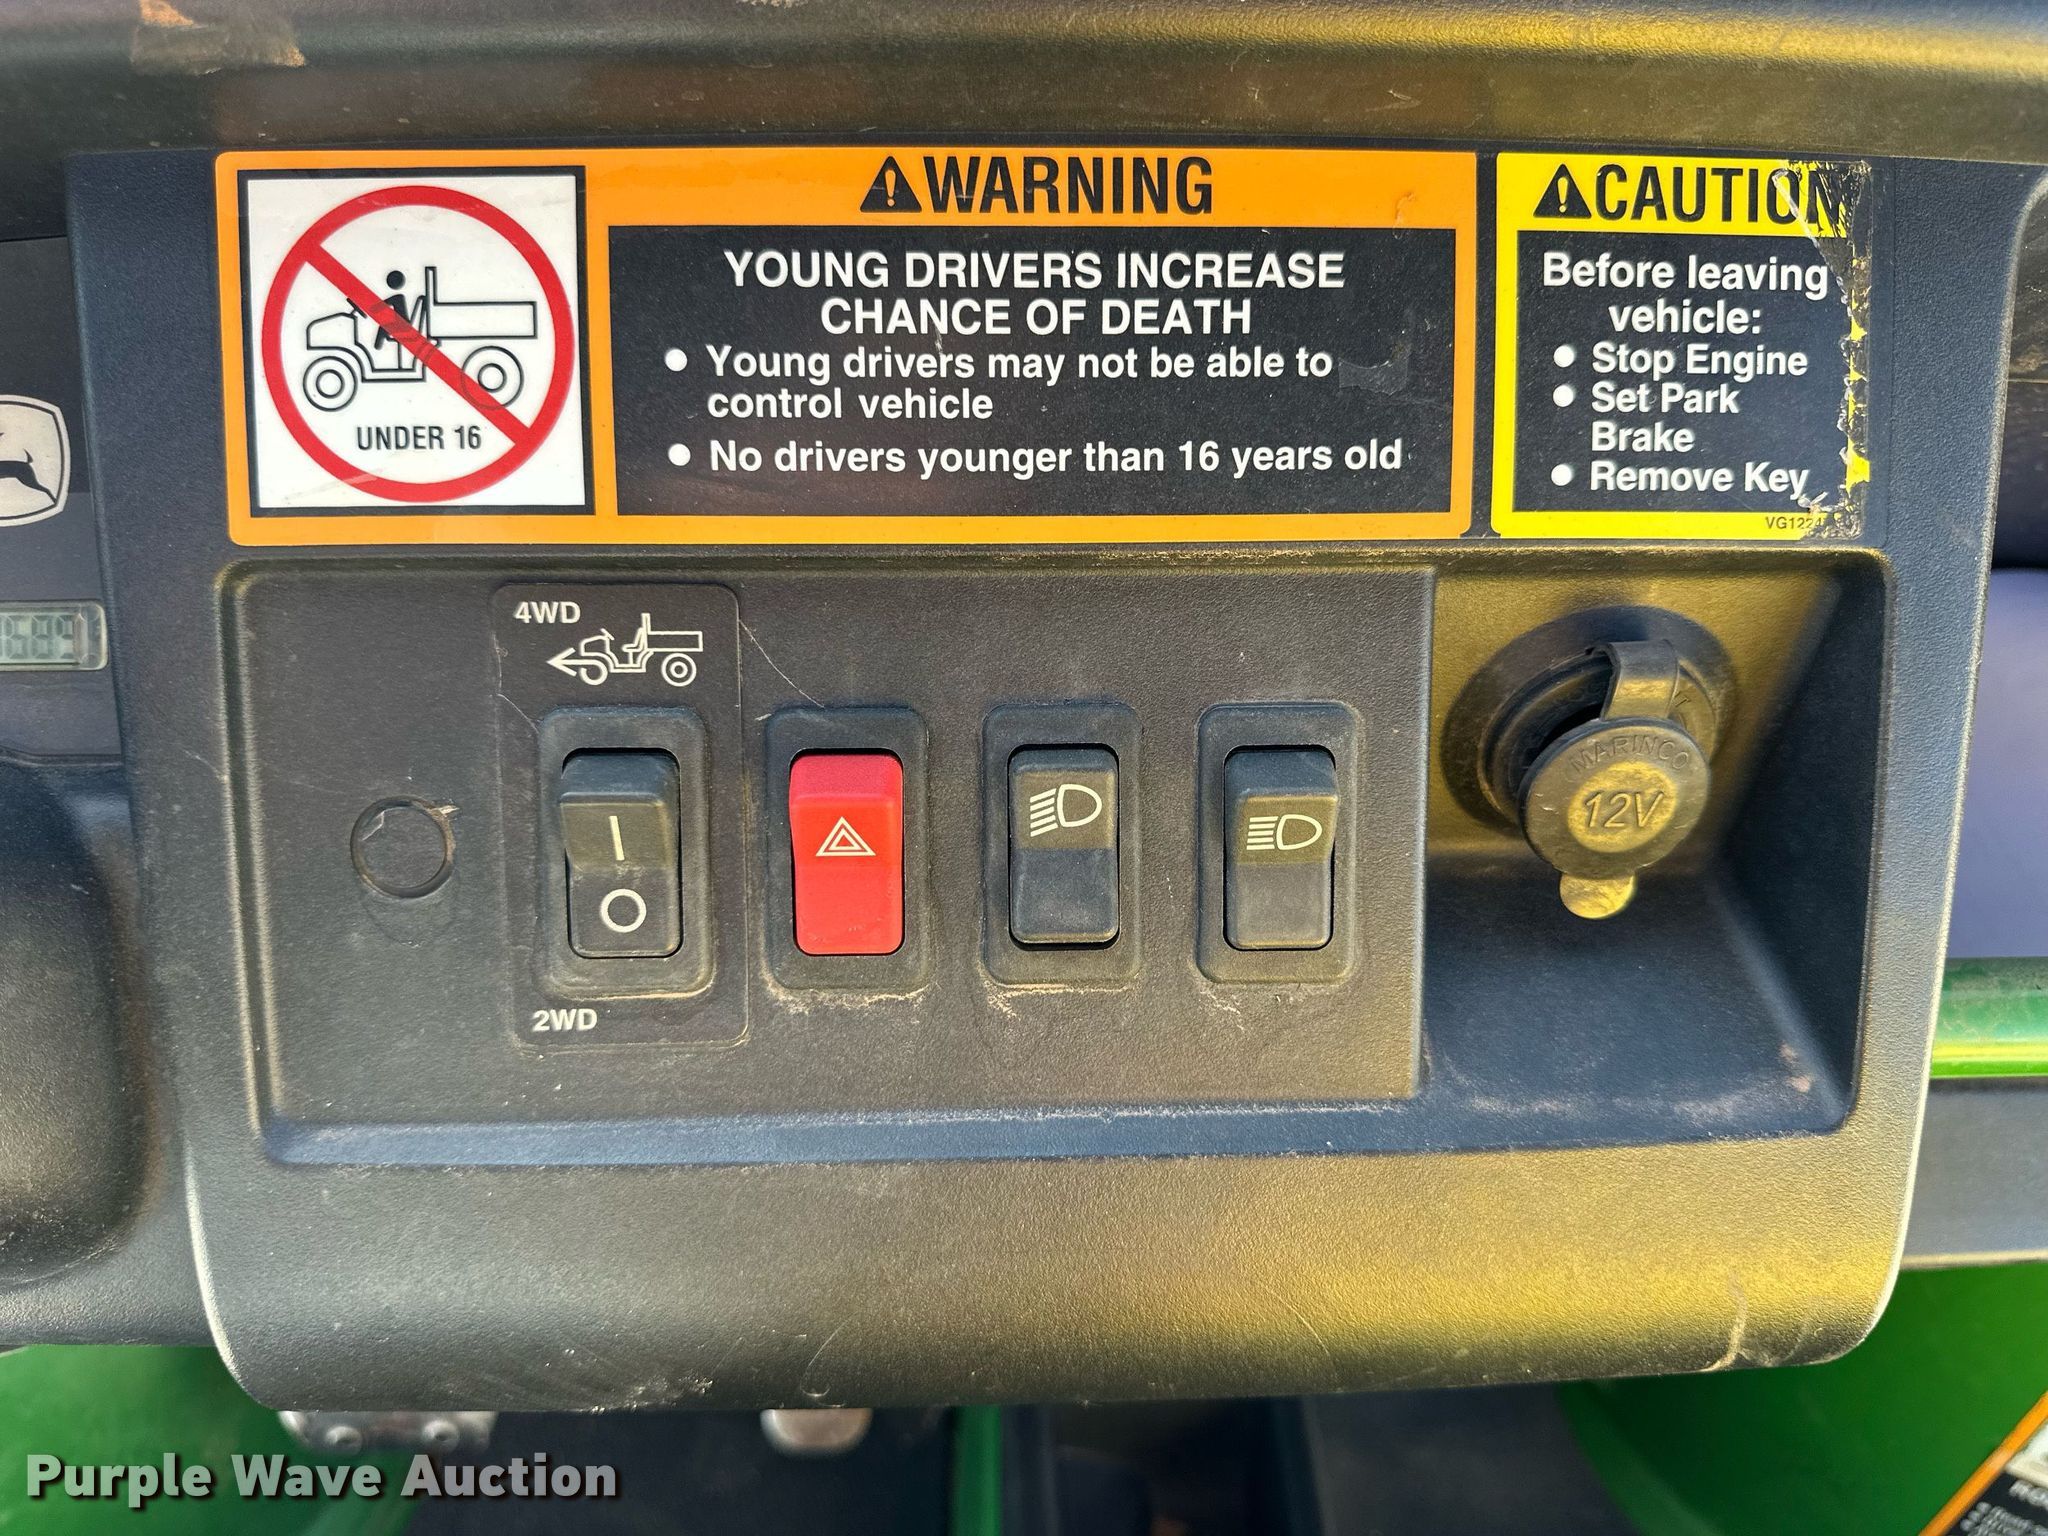 WARNING
UNDER 16
YOUNG DRIVERS INCREASE
CHANCE OF DEATH
• Young drivers may not be able to
control vehicle
• No drivers younger than 16 years old
CAUTION
Before leaving
vehicle:
• Stop Engine
• Set Park
Brake
• Remove Key
4WD
2WD
MARINCO
12V
Purple Wave Auction